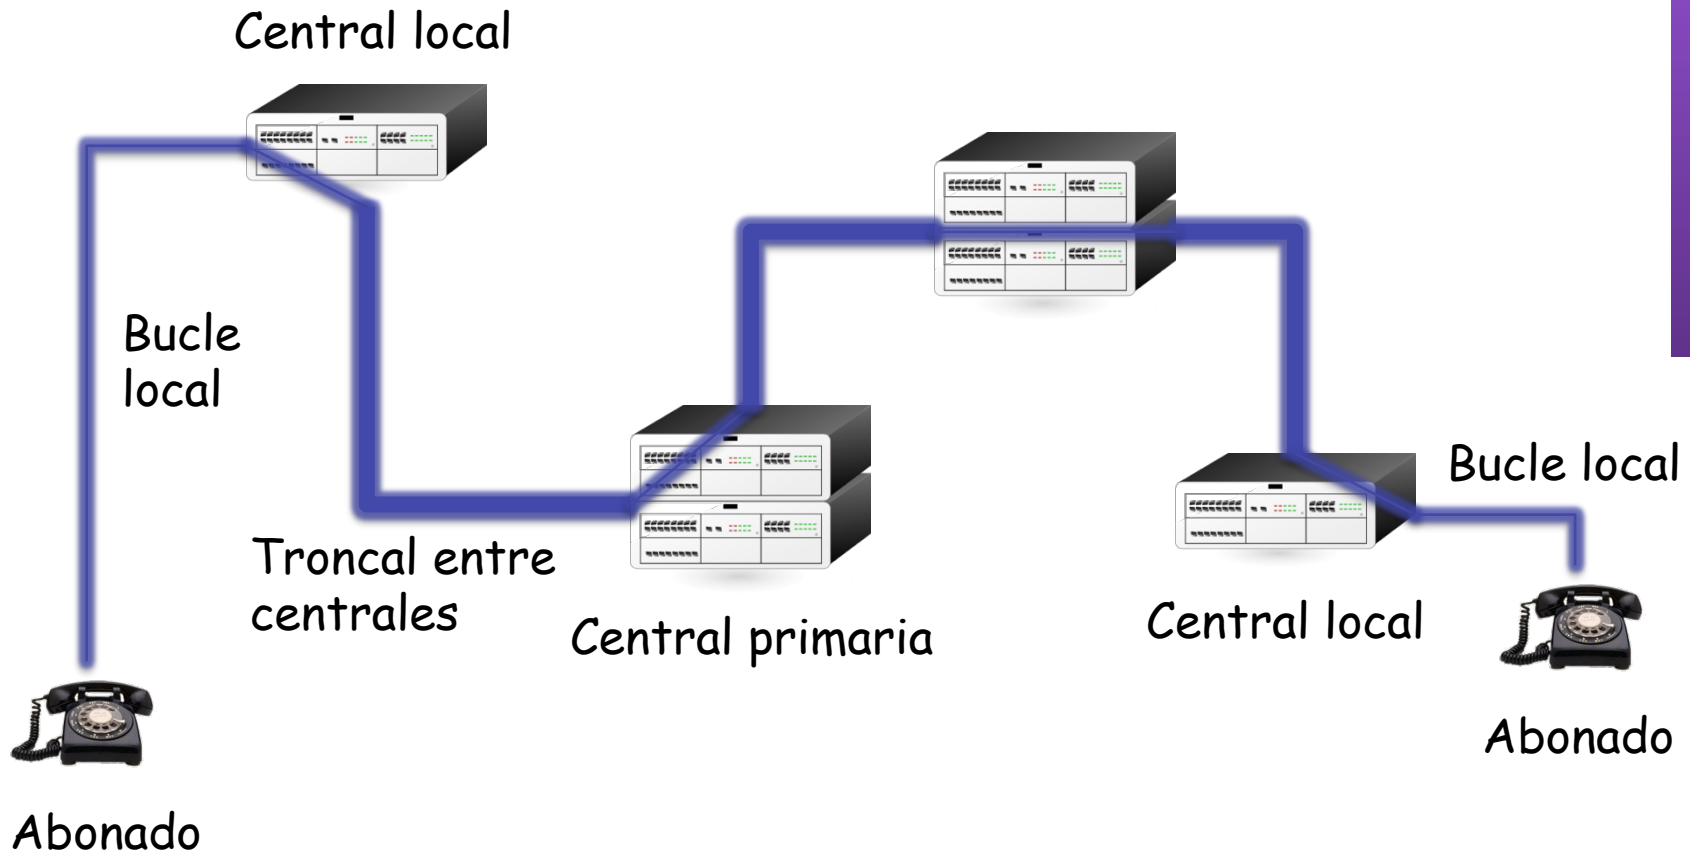 Central local
Bucle
local
Bucle local
Troncal entre
centrales
Central primaria
Central local
Abonado
Abonado